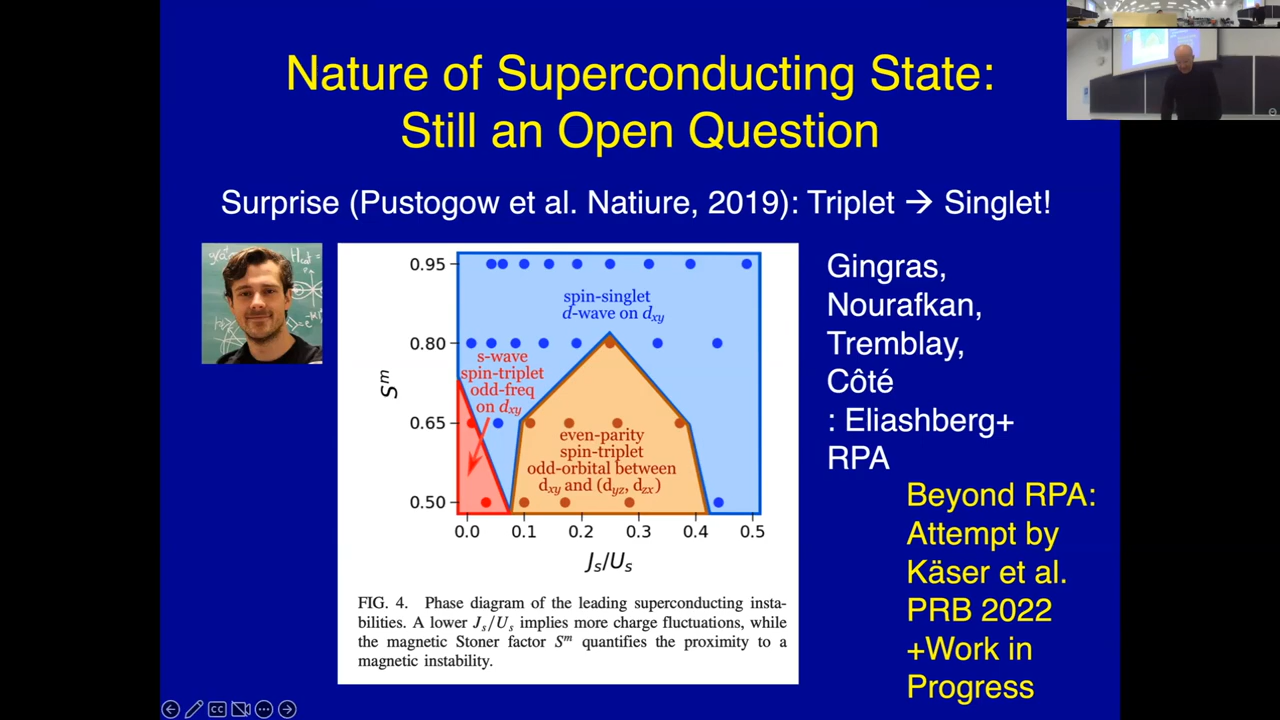 Nature of Superconducting State:
Still an Open Question
Surprise (Pustogow et al. Natiure, 2019): Triplet → Singlet!
0.95
0.80
0.65
0.50
S^m
spin-singlet
d-wave on d_xy
s-wave
spin-triplet
odd-freq
on d_xy
even-parity
spin-triplet
odd-orbital between
d_xy and (d_yz, d_zx)
0.0 0.1 0.2 0.3 0.4 0.5
J_s/U_s
FIG. 4. Phase diagram of the leading superconducting insta-
bilities. A lower J_s/U_s implies more charge fluctuations, while
the magnetic Stoner factor S^m quantifies the proximity to a
magnetic instability.
Gingras,
Nourafkan,
Tremblay,
Côté
: Eliashberg+
RPA
Beyond RPA:
Attempt by
Käser et al.
PRB 2022
+Work in
Progress
CC